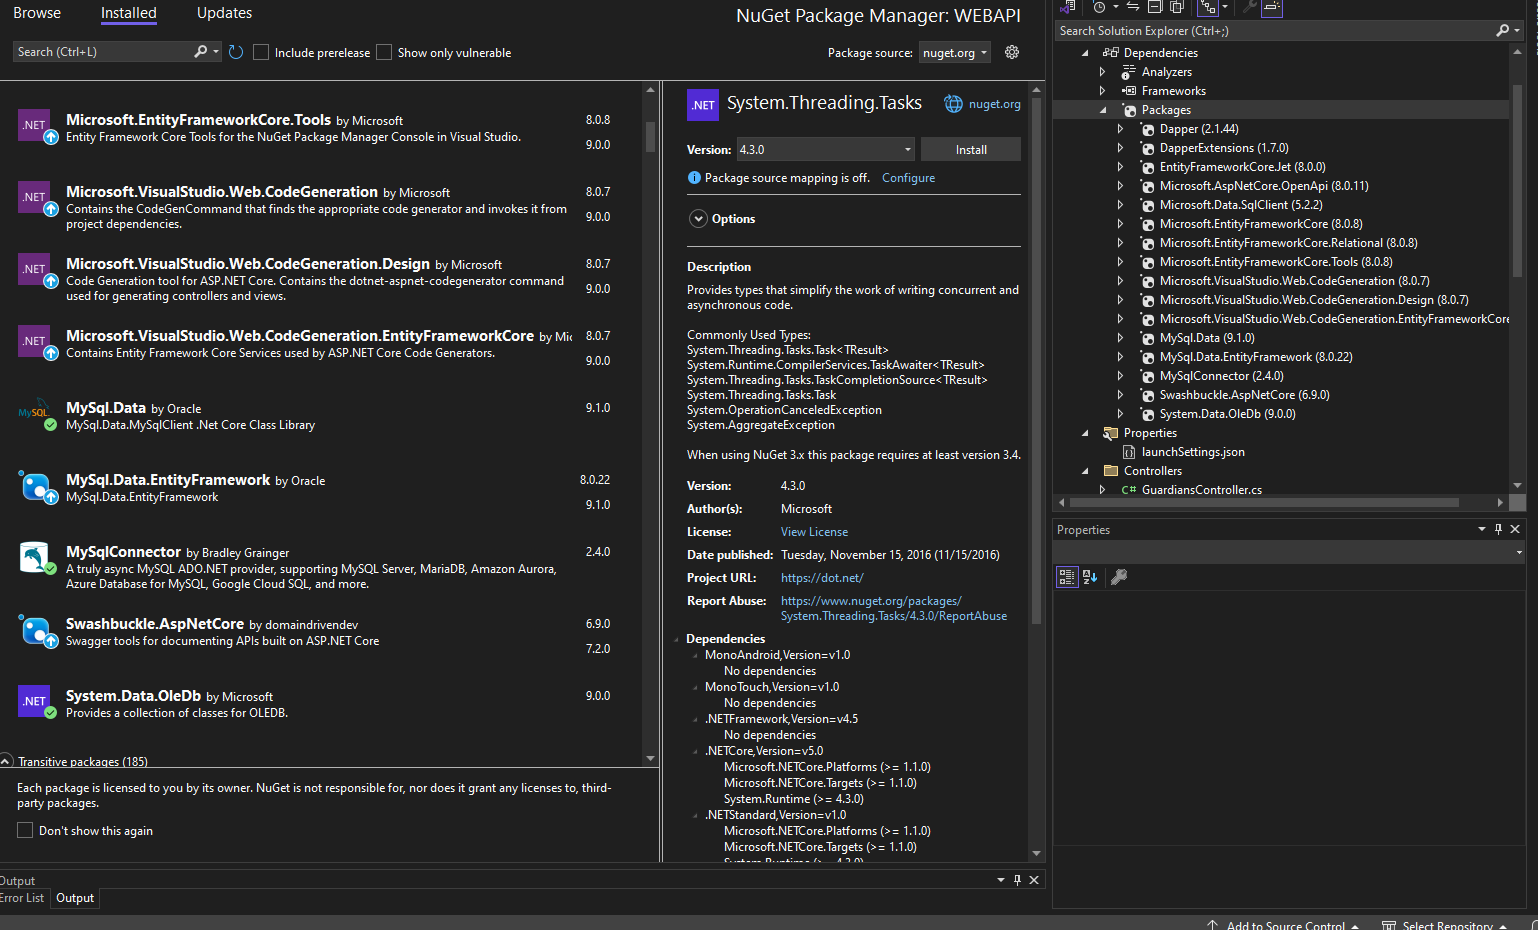 Browse
Installed
Updates
NuGet Package Manager: WEBAPI
Search (Ctrl+L)
Include prerelease
Show only vulnerable
Package source:
nuget.org
.NET
Microsoft.EntityFrameworkCore.Tools by Microsoft
8.0.8
Entity Framework Core Tools for the NuGet Package Manager Console in Visual Studio.
9.0.0
.NET
Microsoft.VisualStudio.Web.CodeGeneration by Microsoft
8.0.7
Contains the CodeGenCommand that finds the appropriate code generator and invokes it from
project dependencies.
9.0.0
.NET
Microsoft.VisualStudio.Web.CodeGeneration.Design by Microsoft
8.0.7
Code Generation tool for ASP.NET Core. Contains the dotnet-aspnet-codegenerator command
used for generating controllers and views.
9.0.0
.NET
Microsoft.VisualStudio.Web.CodeGeneration.EntityFrameworkCore by Mic
8.0.7
Contains Entity Framework Core Services used by ASP.NET Core Code Generators.
9.0.0
MySQL
MySql.Data by Oracle
9.1.0
MySql.Data.MySqlClient .Net Core Class Library
MySql.Data.EntityFramework by Oracle
8.0.22
MySql.Data.EntityFramework
9.1.0
MySqlConnector by Bradley Grainger
2.4.0
A truly async MySQL ADO.NET provider, supporting MySQL Server, MariaDB, Amazon Aurora,
Azure Database for MySQL, Google Cloud SQL, and more.
Swashbuckle.AspNetCore by domaindrivendev
6.9.0
Swagger tools for documenting APIs built on ASP.NET Core
7.2.0
.NET
System.Data.OleDb by Microsoft
9.0.0
Provides a collection of classes for OLEDB.
Transitive packages (185)
Each package is licensed to you by its owner. NuGet is not responsible for, nor does it grant any licenses to, third-
party packages.
Don't show this again
.NET
System.Threading.Tasks
nuget.org
Version:
4.3.0
Install
Package source mapping is off. Configure
Options
Description
Provides types that simplify the work of writing concurrent and
asynchronous code.
Commonly Used Types:
System.Threading.Tasks.Task<TResult>
System.Runtime.CompilerServices.TaskAwaiter<TResult>
System.Threading.Tasks.TaskCompletionSource<TResult>
System.Threading.Tasks.Task
System.OperationCanceledException
System.AggregateException
When using NuGet 3.x this package requires at least version 3.4.
Version: 4.3.0
Author(s): Microsoft
License: View License
Date published: Tuesday, November 15, 2016 (11/15/2016)
Project URL: https://dot.net/
Report Abuse: https://www.nuget.org/packages/
System.Threading.Tasks/4.3.0/ReportAbuse
Dependencies
MonoAndroid,Version=v1.0
No dependencies
MonoTouch,Version=v1.0
No dependencies
.NETFramework,Version=v4.5
No dependencies
.NETCore,Version=v5.0
Microsoft.NETCore.Platforms (>= 1.1.0)
Microsoft.NETCore.Targets (>= 1.1.0)
System.Runtime (>= 4.3.0)
.NETStandard,Version=v1.0
Microsoft.NETCore.Platforms (>= 1.1.0)
Microsoft.NETCore.Targets (>= 1.1.0)
System.Runtime (>= 4.3.0)
Search Solution Explorer (Ctrl+;)
Dependencies
Analyzers
Frameworks
Packages
Dapper (2.1.44)
DapperExtensions (1.7.0)
EntityFrameworkCore.Jet (8.0.0)
Microsoft.AspNetCore.OpenApi (8.0.11)
Microsoft.Data.SqlClient (5.2.2)
Microsoft.EntityFrameworkCore (8.0.8)
Microsoft.EntityFrameworkCore.Relational (8.0.8)
Microsoft.EntityFrameworkCore.Tools (8.0.8)
Microsoft.VisualStudio.Web.CodeGeneration (8.0.7)
Microsoft.VisualStudio.Web.CodeGeneration.Design (8.0.7)
Microsoft.VisualStudio.Web.CodeGeneration.EntityFrameworkCore
MySql.Data (9.1.0)
MySql.Data.EntityFramework (8.0.22)
MySqlConnector (2.4.0)
Swashbuckle.AspNetCore (6.9.0)
System.Data.OleDb (9.0.0)
Properties
launchSettings.json
Controllers
C# GuardiansController.cs
Properties
Output
Error List
Output
Add to Source Control
Select Repository